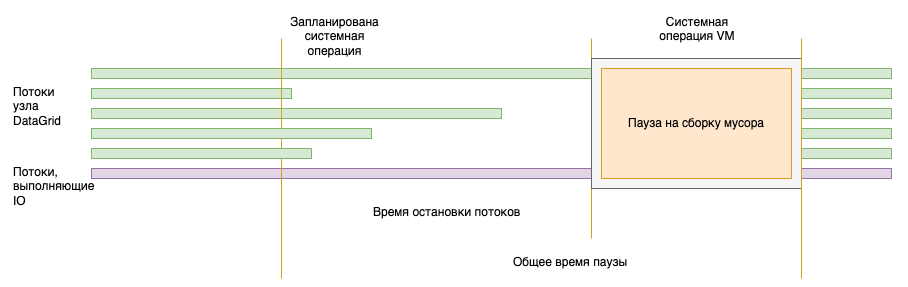 Запланирована
системная
операция
Системная
операция VM
Потоки
узла
DataGrid
Пауза на сборку мусора
Потоки,
выполняющие
IO
Время остановки потоков
Общее время паузы